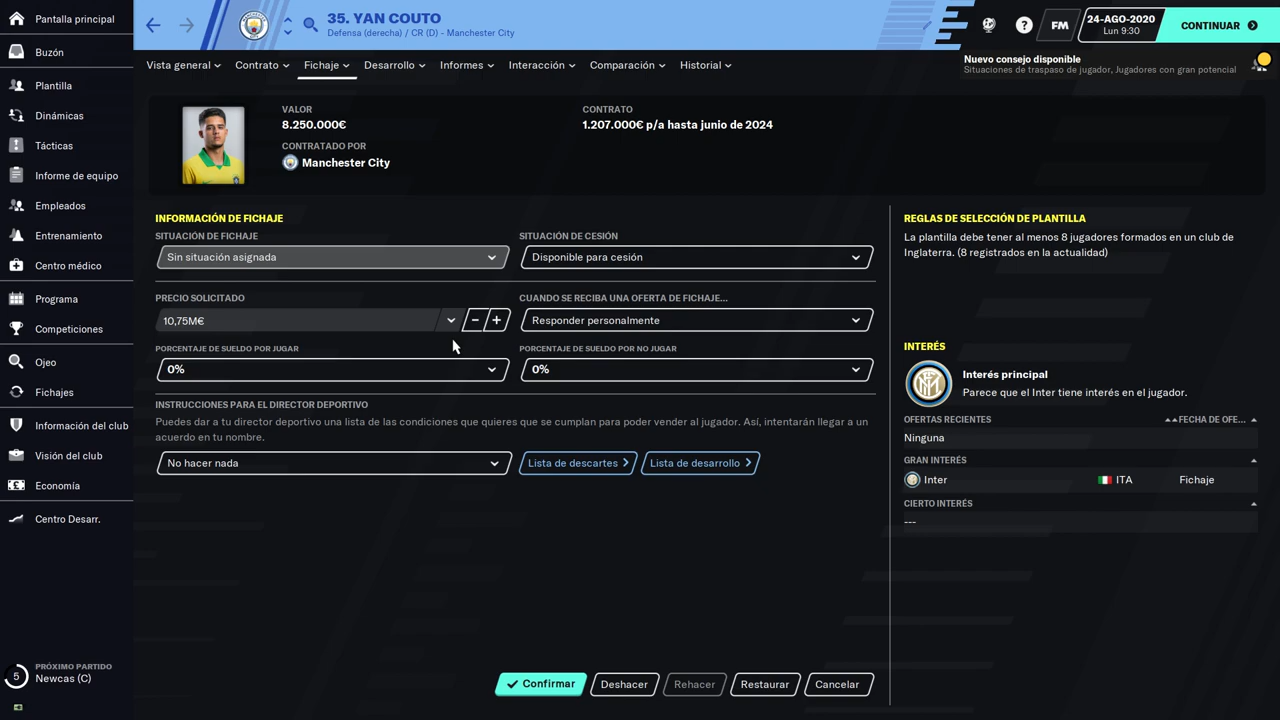 Pantalla principal
Buzón
Plantilla
Dinámicas
Tácticas
Informe de equipo
Empleados
Entrenamiento
Centro médico
Programa
Competiciones
Ojeo
Fichajes
Información del club
Visión del club
Economía
Centro Desarr.
5
PRÓXIMO PARTIDO
Newcas (C)
35. YAN COUTO
Defensa (derecha) / CR (D) - Manchester City
FM
24-AGO-2020
Lun 9:30
CONTINUAR
Vista general
Contrato
Fichaje
Desarrollo
Informes
Interacción
Comparación
Historial
Nuevo consejo disponible
Situaciones de traspaso de jugador, Jugadores con gran potencial
VALOR
8.250.000€
CONTRATADO POR
Manchester City
CONTRATO
1.207.000€ p/a hasta junio de 2024
INFORMACIÓN DE FICHAJE
SITUACIÓN DE FICHAJE
Sin situación asignada
SITUACIÓN DE CESIÓN
Disponible para cesión
PRECIO SOLICITADO
10,75M€
CUANDO SE RECIBA UNA OFERTA DE FICHAJE...
Responder personalmente
PORCENTAJE DE SUELDO POR JUGAR
0%
PORCENTAJE DE SUELDO POR NO JUGAR
0%
INSTRUCCIONES PARA EL DIRECTOR DEPORTIVO
Puedes dar a tu director deportivo una lista de las condiciones que quieres que se cumplan para poder vender al jugador. Así, intentarán llegar a un
acuerdo en tu nombre.
No hacer nada
Lista de descartes
Lista de desarrollo
Confirmar
Deshacer
Rehacer
Restaurar
Cancelar
REGLAS DE SELECCIÓN DE PLANTILLA
La plantilla debe tener al menos 8 jugadores formados en un club de
Inglaterra. (8 registrados en la actualidad)
INTERÉS
Interés principal
Parece que el Inter tiene interés en el jugador.
OFERTAS RECIENTES
FECHA DE OFE...
Ninguna
GRAN INTERÉS
Inter
ITA
Fichaje
CIERTO INTERÉS
---